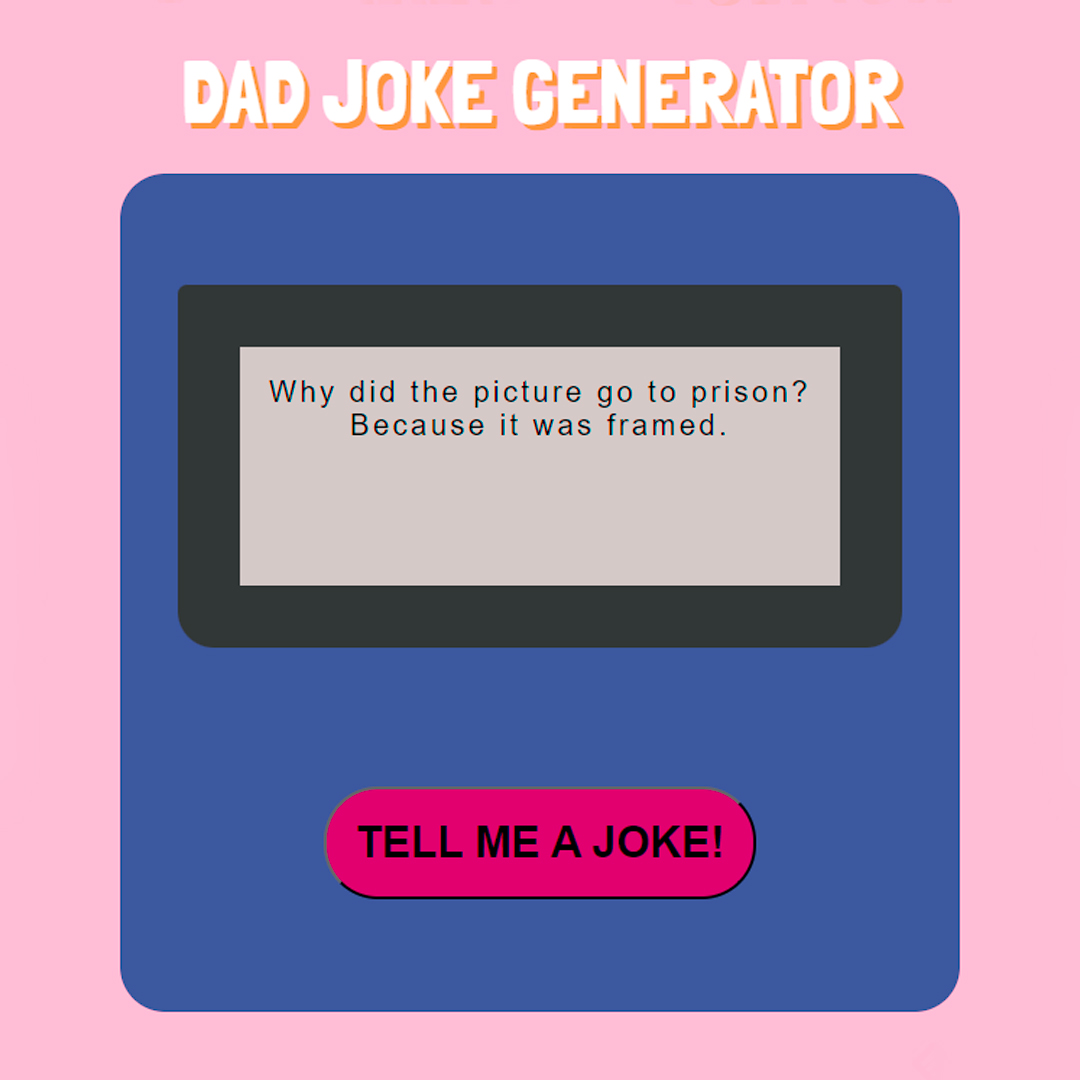 DAD JOKE GENERATOR
Why did the picture go to prison?
Because it was framed.
TELL ME A JOKE!